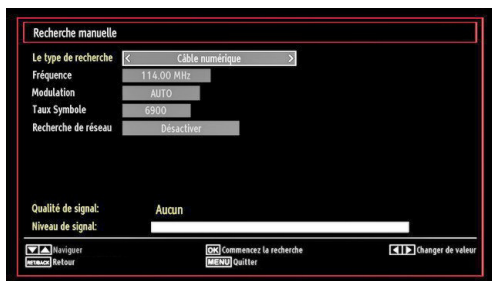 Recherche manuelle
Le type de recherche < Câble numérique >
Fréquence 114.00 MHz
Modulation AUTO
Taux Symbole 6900
Recherche de réseau Désactiver
Qualité de signal: Aucun
Niveau de signal:
Naviguer OK Commencez la recherche Changer de valeur
RET/BACK Retour MENU Quitter